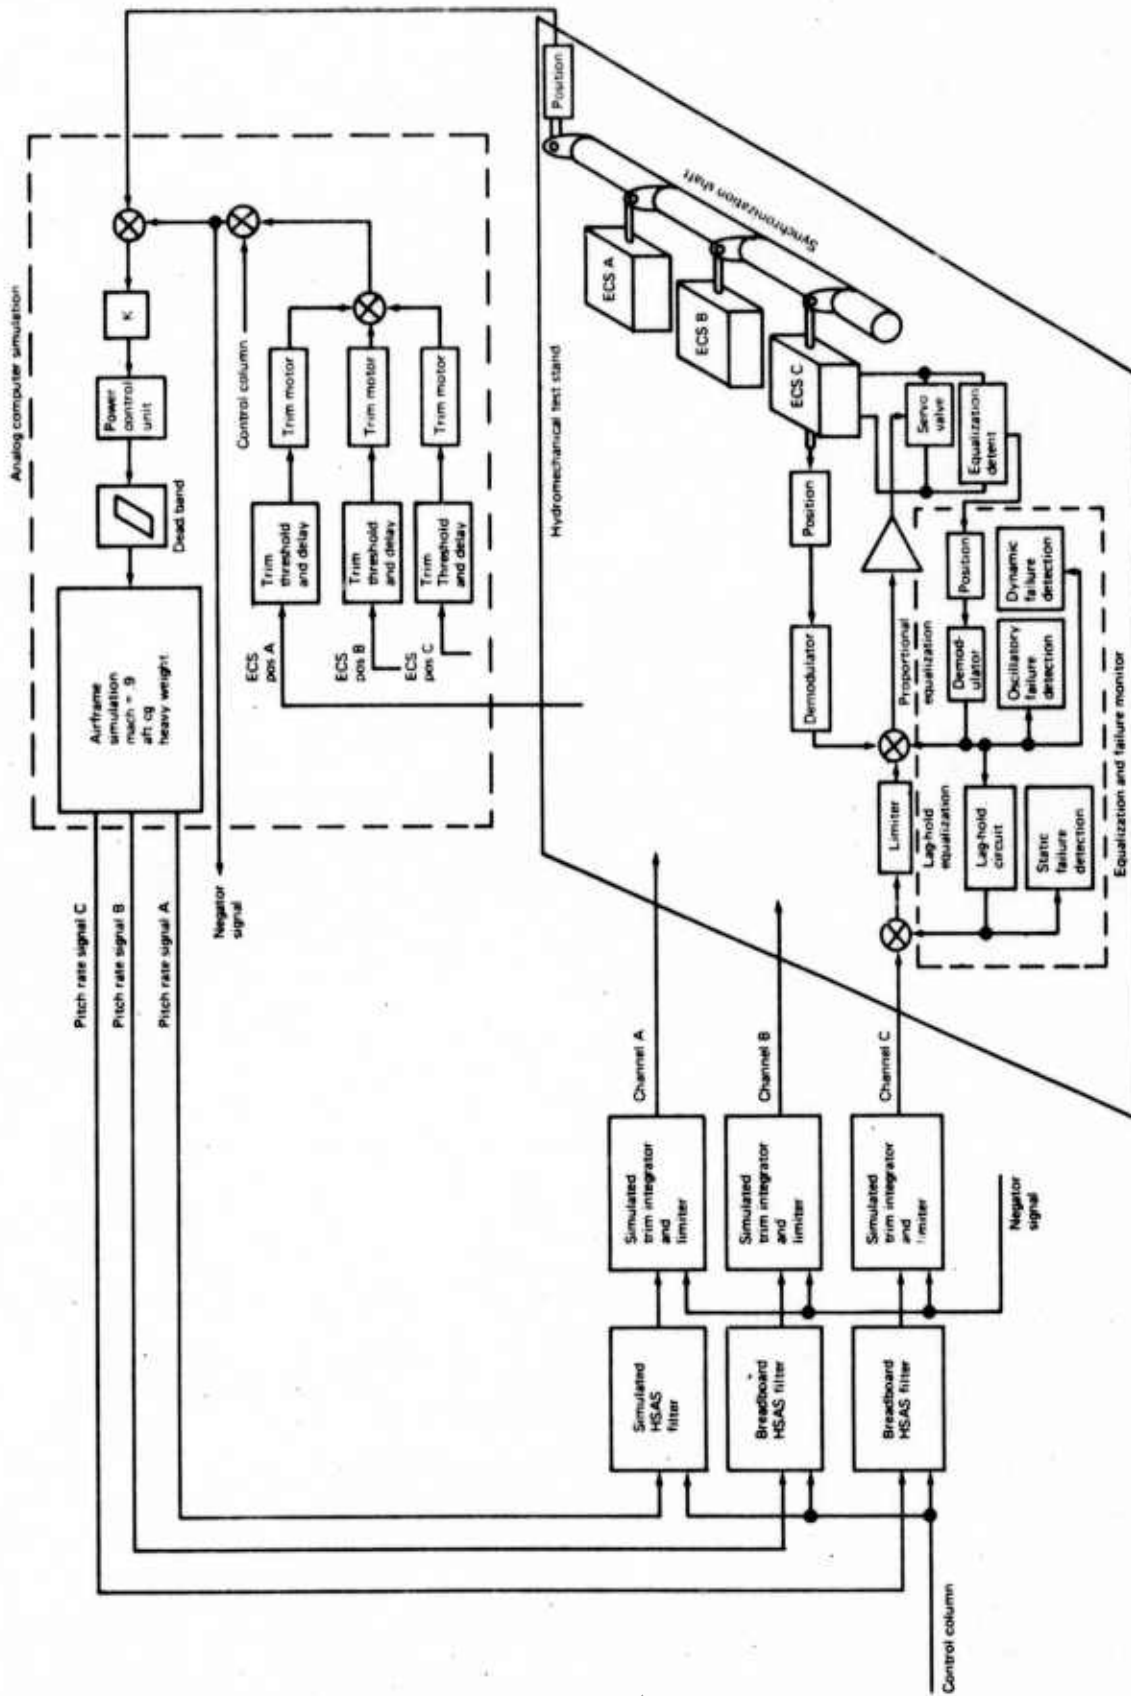 Analog computer simulation
Airframe
simulation
mach = .9
aft cg
heavy weight
Dead band
Power
control
unit
K
Pitch rate signal C
Pitch rate signal B
Pitch rate signal A
Negator
signal
Control column
ECS
pos A
Trim
threshold
and delay
Trim motor
ECS
pos B
Trim
threshold
and delay
Trim motor
ECS
pos C
Trim
Threshold
and delay
Trim motor
Hydromechanical test stand
Position
Synchronization shaft
ECS A
ECS B
ECS C
Position
Demodulator
Servo
valve
Equalization
detent
Limiter
Proportional
equalization
Lag-hold
equalization
Position
Demod-
ulator
Dynamic
failure
detection
Oscillatory
failure
detection
Lag-hold
circuit
Static
failure
detection
Equalization and failure monitor
Simulated
HSAS
filter
Simulated
trim integrator
and
limiter
Channel A
Breadboard
HSAS filter
Simulated
trim integrator
and
limiter
Channel B
Breadboard
HSAS filter
Simulated
trim integrator
and
limiter
Channel C
Negator
signal
Control column